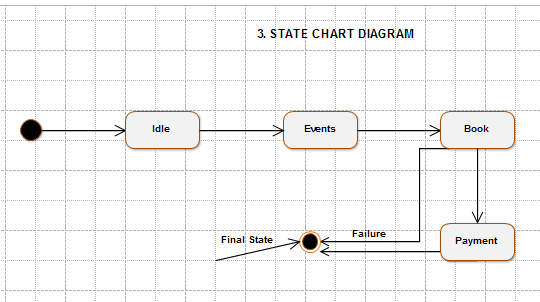 3. STATE CHART DIAGRAM
Idle
Events
Book
Final State
Failure
Payment